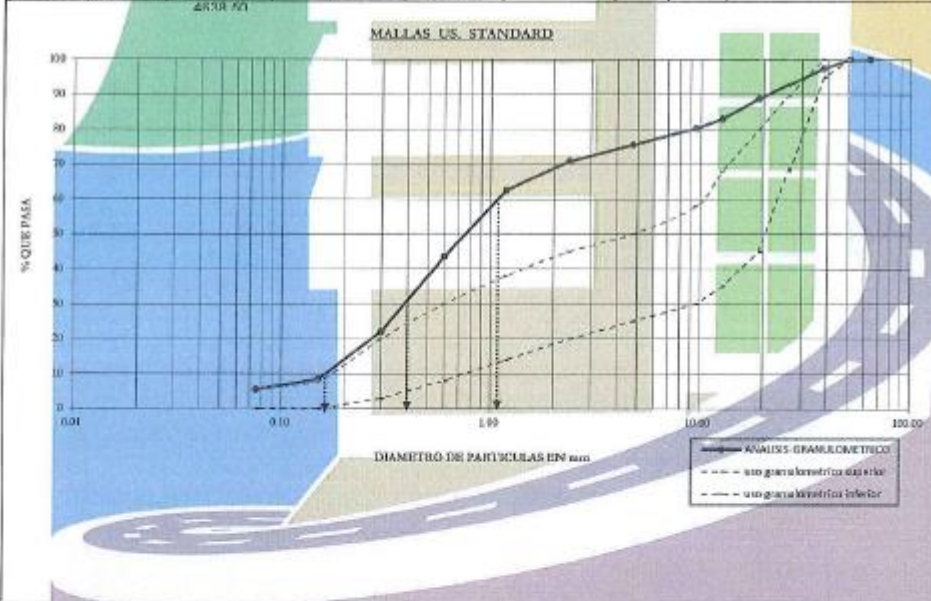 4638.60
MALLAS US. STANDARD
100
90
80
70
60
50
40
30
20
10
0
% QUE PASA
0.01 0.10 1.00 10.00 100.00
DIAMETRO DE PARTICULAS EN mm
ANALISIS GRANULOMETRICO
uso granulometrico superior
uso granulometrico inferior